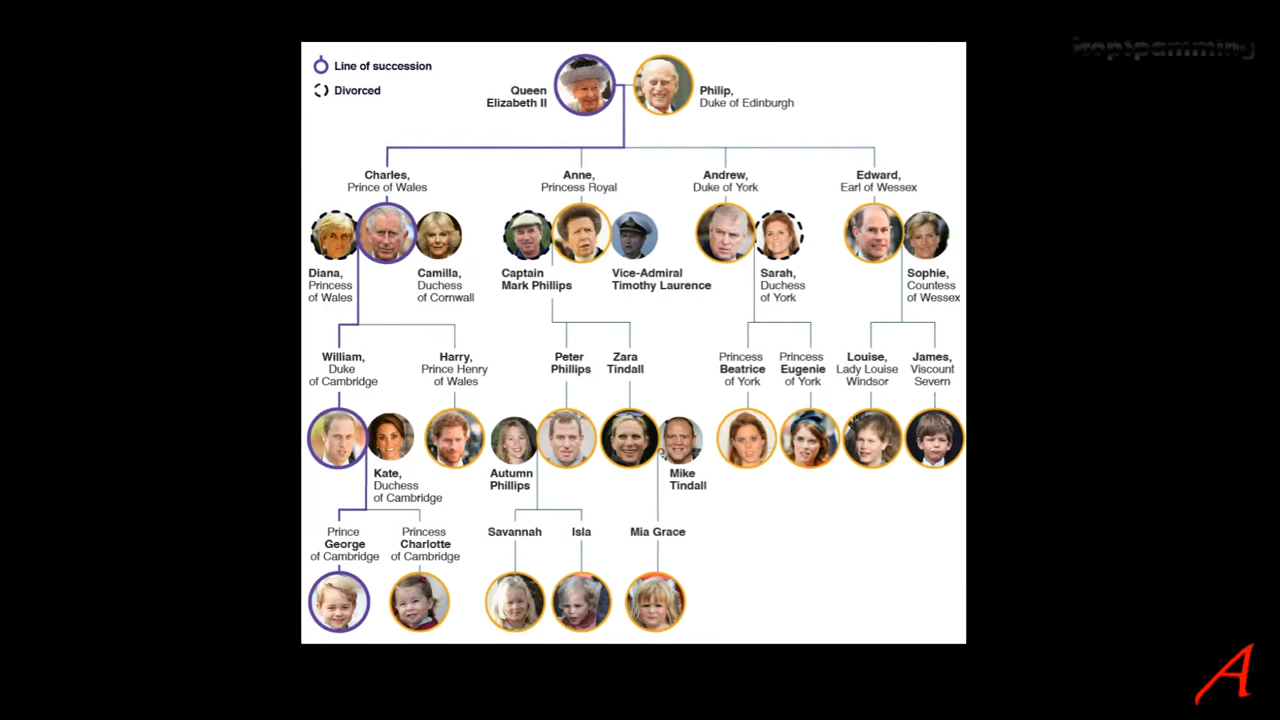 Line of succession
Divorced
Queen
Elizabeth II
Philip,
Duke of Edinburgh
Charles,
Prince of Wales
Anne,
Princess Royal
Andrew,
Duke of York
Edward,
Earl of Wessex
Diana,
Princess
of Wales
Camilla,
Duchess
of Cornwall
Captain
Mark Phillips
Vice-Admiral
Timothy Laurence
Sarah,
Duchess
of York
Sophie,
Countess
of Wessex
William,
Duke
of Cambridge
Harry,
Prince Henry
of Wales
Peter
Phillips
Zara
Tindall
Princess
Beatrice
of York
Princess
Eugenie
of York
Louise,
Lady Louise
Windsor
James,
Viscount
Severn
Kate,
Duchess
of Cambridge
Autumn
Phillips
Mike
Tindall
Prince
George
of Cambridge
Princess
Charlotte
of Cambridge
Savannah
Isla
Mia Grace
A